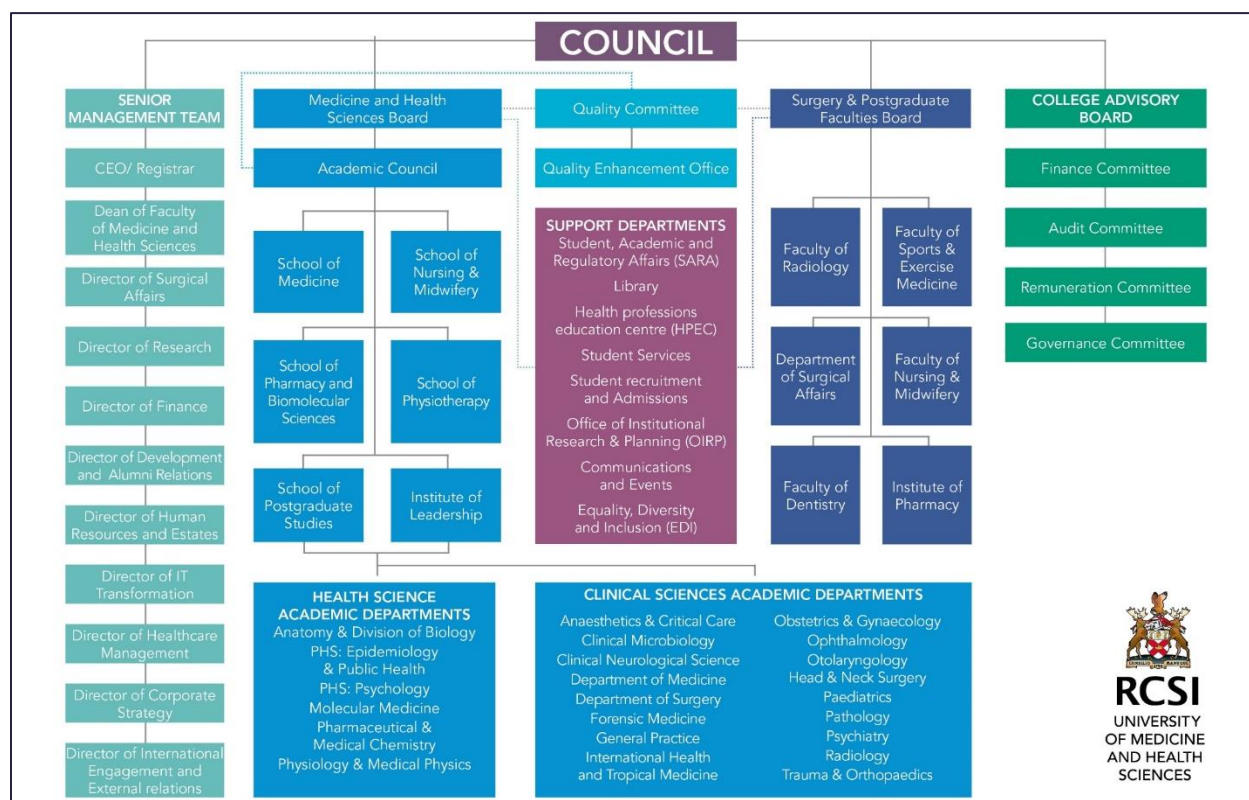 COUNCIL
SENIOR
MANAGEMENT TEAM
CEO/ Registrar
Dean of Faculty
of Medicine and
Health Sciences
Director of Surgical
Affairs
Director of Research
Director of Finance
Director of Development
and Alumni Relations
Director of Human
Resources and Estates
Director of IT
Transformation
Director of Healthcare
Management
Director of Corporate
Strategy
Director of International
Engagement and
External relations
Medicine and Health
Sciences Board
Academic Council
School of
Medicine
School of
Nursing &
Midwifery
School of
Pharmacy and
Biomolecular
Sciences
School of
Physiotherapy
School of
Postgraduate
Studies
Institute of
Leadership
HEALTH SCIENCE
ACADEMIC DEPARTMENTS
Anatomy & Division of Biology
PHS: Epidemiology
& Public Health
PHS: Psychology
Molecular Medicine
Pharmaceutical &
Medical Chemistry
Physiology & Medical Physics
Quality Committee
Quality Enhancement Office
SUPPORT DEPARTMENTS
Student, Academic and
Regulatory Affairs (SARA)
Library
Health professions
education centre (HPEC)
Student Services
Student recruitment
and Admissions
Office of Institutional
Research & Planning (OIRP)
Communications
and Events
Equality, Diversity
and Inclusion (EDI)
CLINICAL SCIENCES ACADEMIC DEPARTMENTS
Anaesthetics & Critical Care
Clinical Microbiology
Clinical Neurological Science
Department of Medicine
Department of Surgery
Forensic Medicine
General Practice
International Health
and Tropical Medicine
Obstetrics & Gynaecology
Ophthalmology
Otolaryngology
Head & Neck Surgery
Paediatrics
Pathology
Psychiatry
Radiology
Trauma & Orthopaedics
Surgery & Postgraduate
Faculties Board
Faculty of
Radiology
Faculty of
Sports &
Exercise
Medicine
Department
of Surgical
Affairs
Faculty of
Nursing &
Midwifery
Faculty of
Dentistry
Institute of
Pharmacy
COLLEGE ADVISORY
BOARD
Finance Committee
Audit Committee
Remuneration Committee
Governance Committee
RCSI
UNIVERSITY
OF MEDICINE
AND HEALTH
SCIENCES